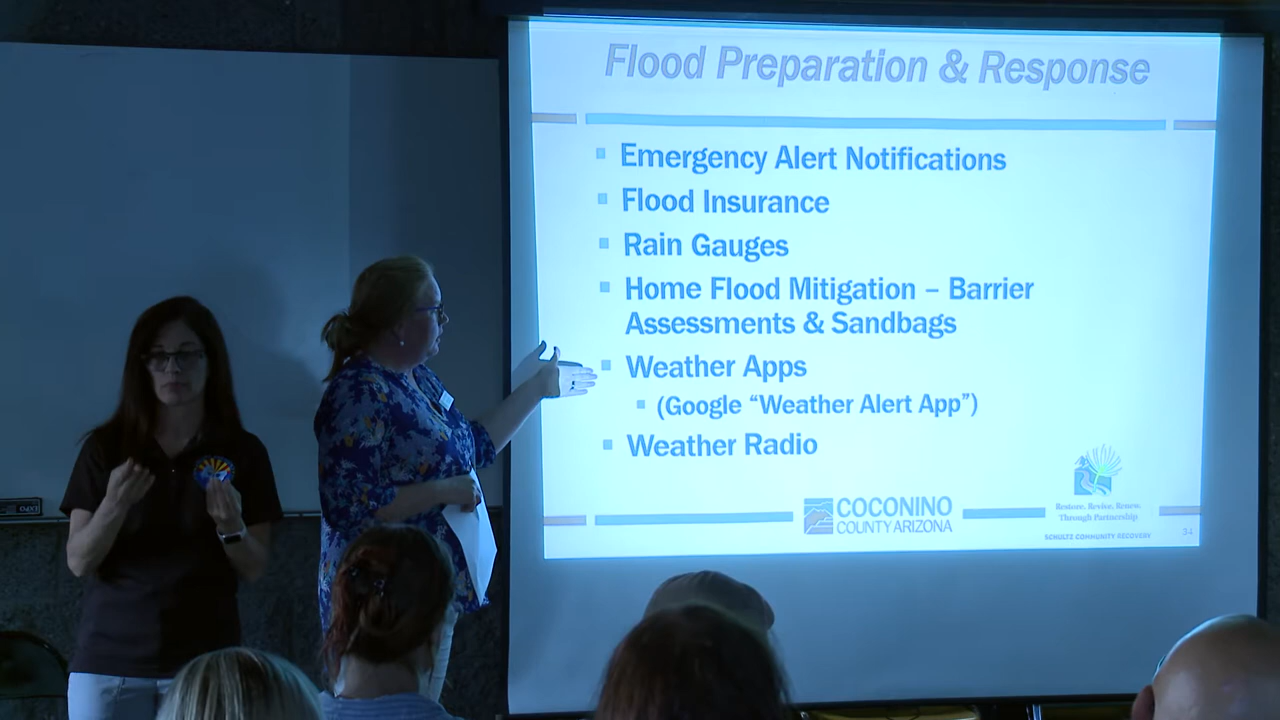 Flood Preparation & Response
Emergency Alert Notifications
Flood Insurance
Rain Gauges
Home Flood Mitigation – Barrier
Assessments & Sandbags
Weather Apps
(Google “Weather Alert App”)
Weather Radio
COCONINO
COUNTY ARIZONA
Restore. Revive. Renew.
Through Partnership
SCHULTZ COMMUNITY RECOVERY
34